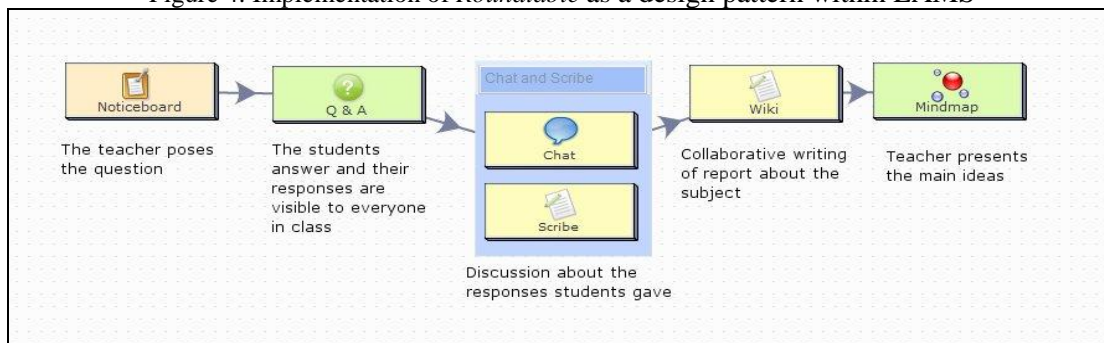 Figure 4. Implementation of Roundtable as a design pattern within LAMS
Noticeboard
The teacher poses
the question
Q & A
The students
answer and their
responses are
visible to everyone
in class
Chat and Scribe
Chat
Scribe
Discussion about the
responses students gave
Wiki
Collaborative writing
of report about the
subject
Mindmap
Teacher presents
the main ideas